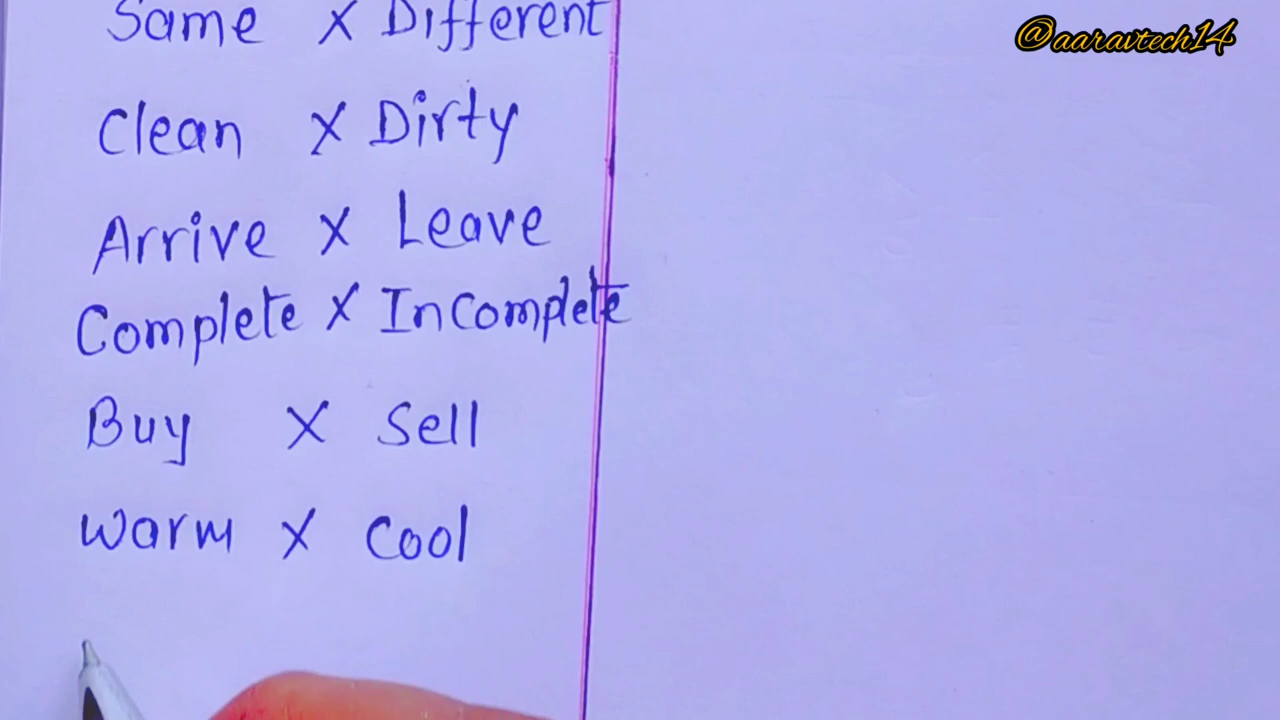 Same X Different
@aaravtech14
Clean X Dirty
Arrive X Leave
Complete X Incomplete
Buy X Sell
Warm X Cool